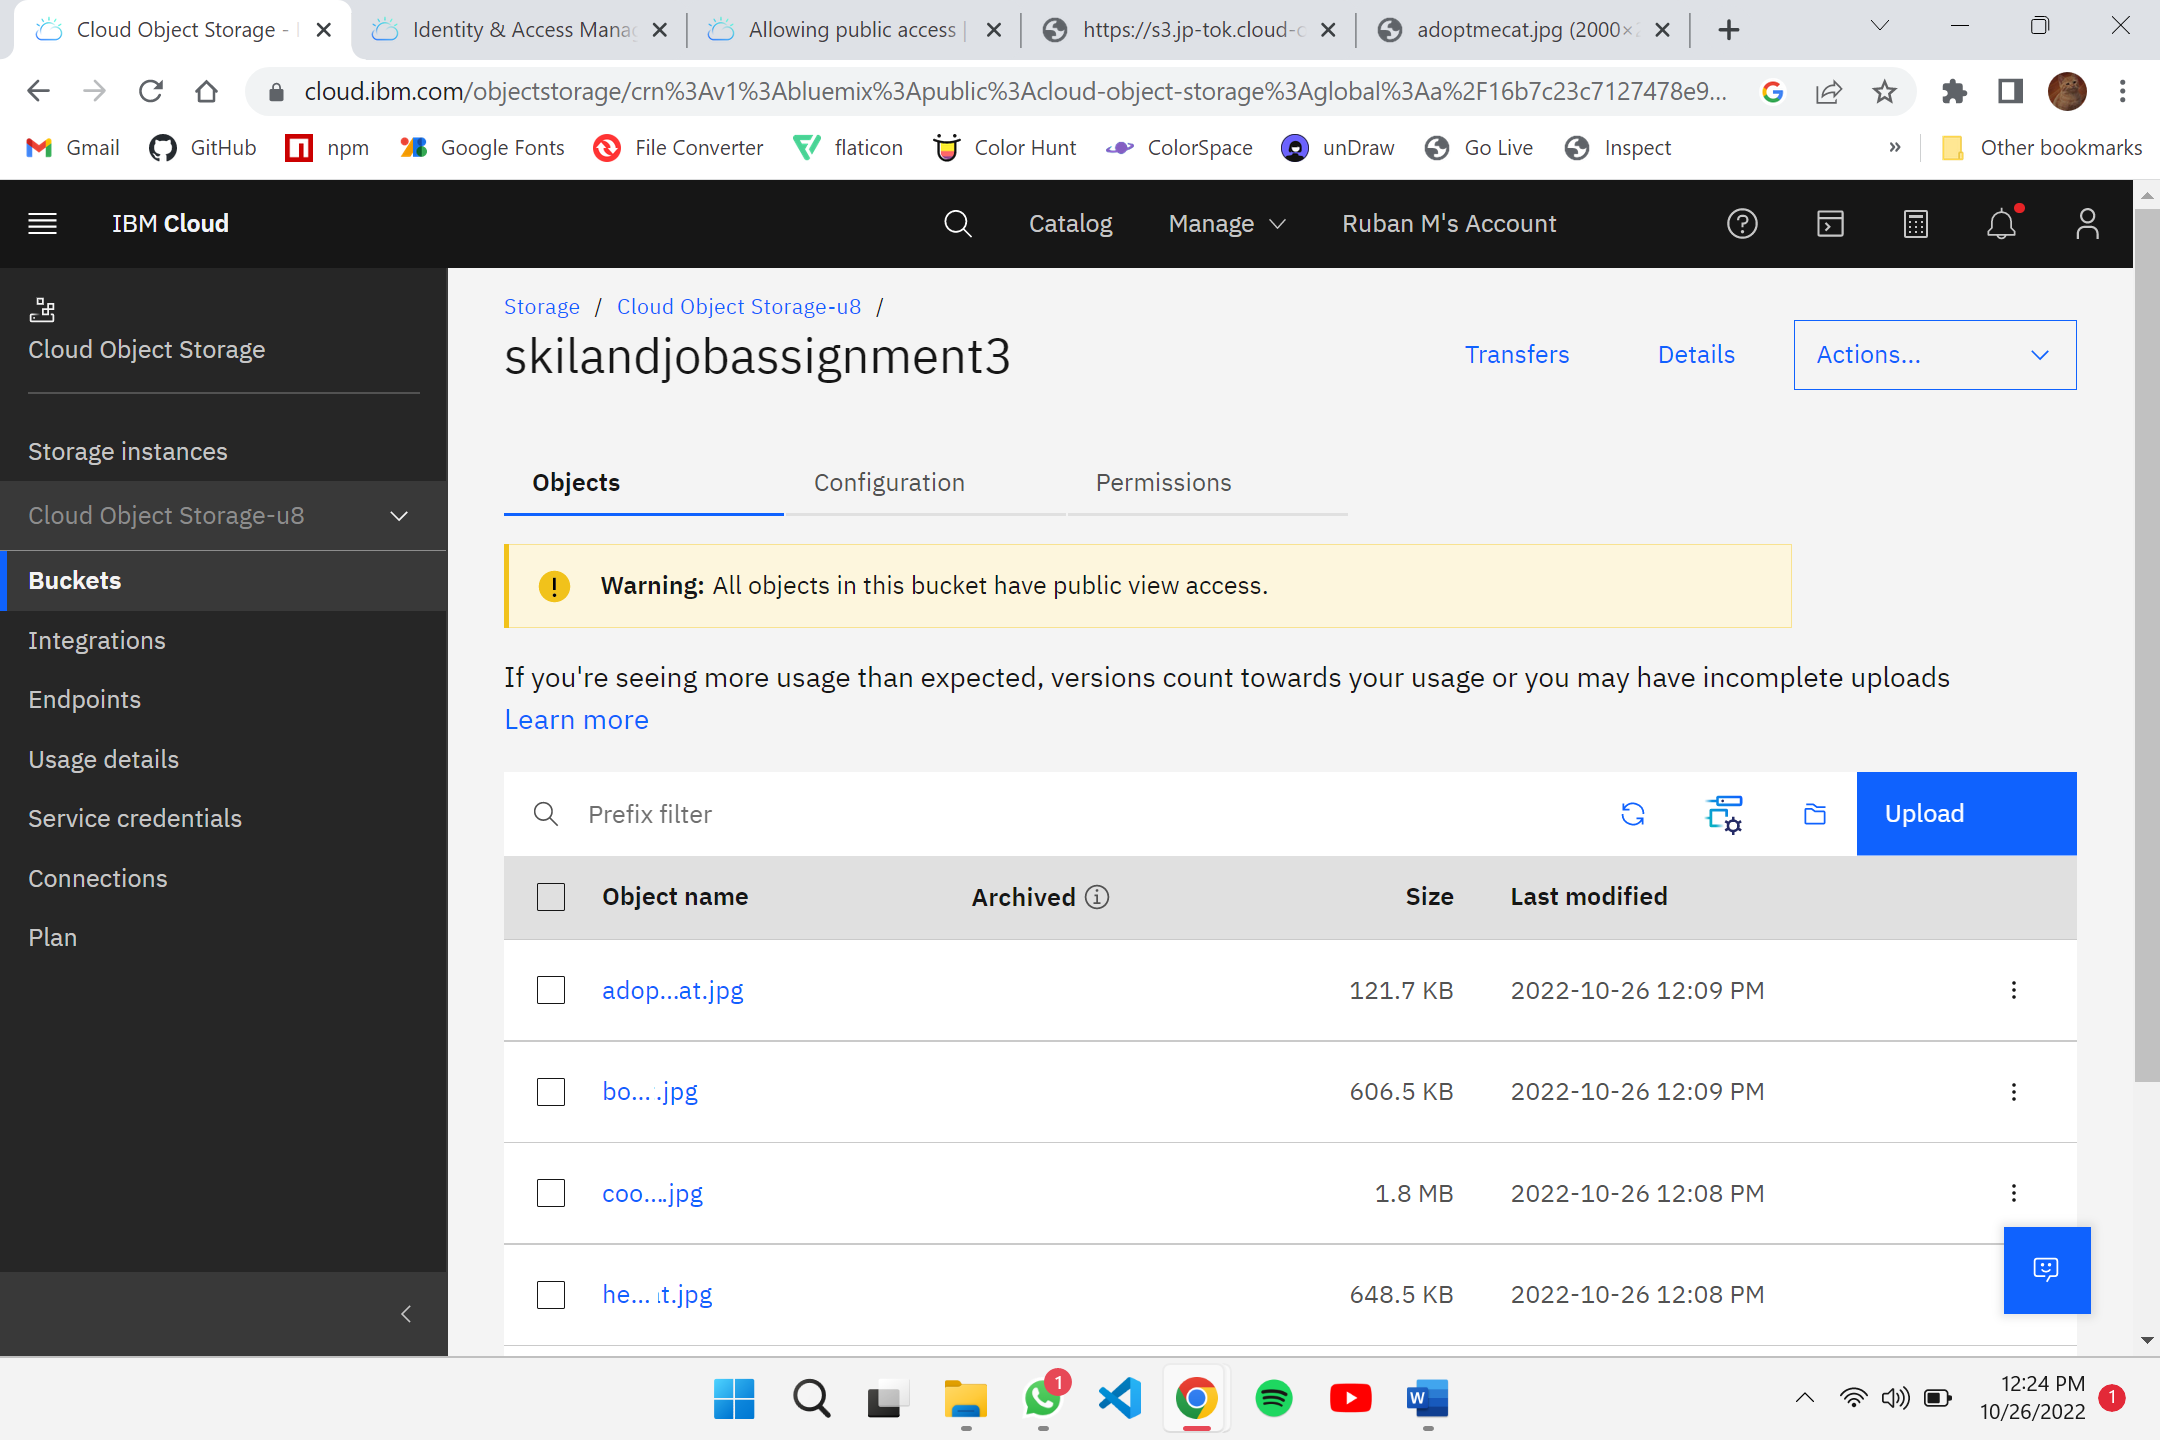 Cloud Object Storage -
Identity & Access Mana
Allowing public access |
https://s3.jp-tok.cloud-o
adoptmecat.jpg (2000×2
cloud.ibm.com/objectstorage/crn%3Av1%3Abluemix%3Apublic%3Acloud-object-storage%3Aglobal%3Aa%2F16b7c23c7127478e9...
Gmail
GitHub
npm
Google Fonts
File Converter
flaticon
Color Hunt
ColorSpace
unDraw
Go Live
Inspect
»
Other bookmarks
IBM Cloud
Catalog
Manage
Ruban M's Account
Cloud Object Storage
Storage instances
Cloud Object Storage-u8
Buckets
Integrations
Endpoints
Usage details
Service credentials
Connections
Plan
Storage / Cloud Object Storage-u8 /
skilandjobassignment3
Transfers
Details
Actions...
Objects
Configuration
Permissions
Warning: All objects in this bucket have public view access.
If you're seeing more usage than expected, versions count towards your usage or you may have incomplete uploads
Learn more
Prefix filter
Upload
Object name Archived Size Last modified
adop...at.jpg 121.7 KB 2022-10-26 12:09 PM
bo... .jpg 606.5 KB 2022-10-26 12:09 PM
coo....jpg 1.8 MB 2022-10-26 12:08 PM
he... t.jpg 648.5 KB 2022-10-26 12:08 PM
1
12:24 PM
10/26/2022
1